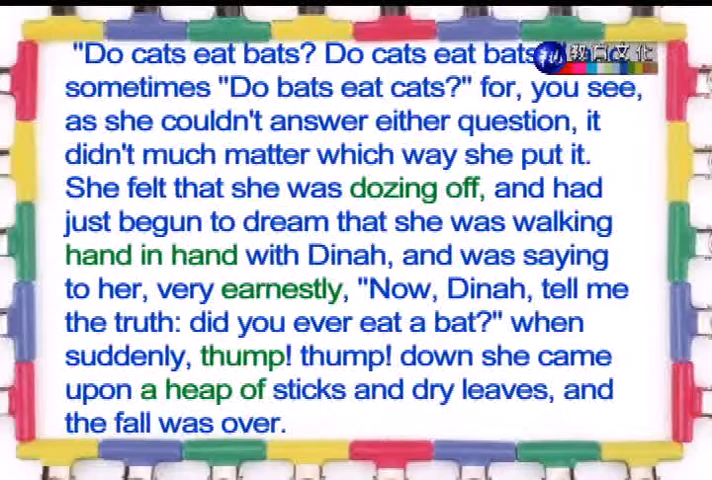 "Do cats eat bats? Do cats eat bats
教育文化
sometimes "Do bats eat cats?" for, you see,
as she couldn't answer either question, it
didn't much matter which way she put it.
She felt that she was dozing off, and had
just begun to dream that she was walking
hand in hand with Dinah, and was saying
to her, very earnestly, "Now, Dinah, tell me
the truth: did you ever eat a bat?" when
suddenly, thump! thump! down she came
upon a heap of sticks and dry leaves, and
the fall was over.